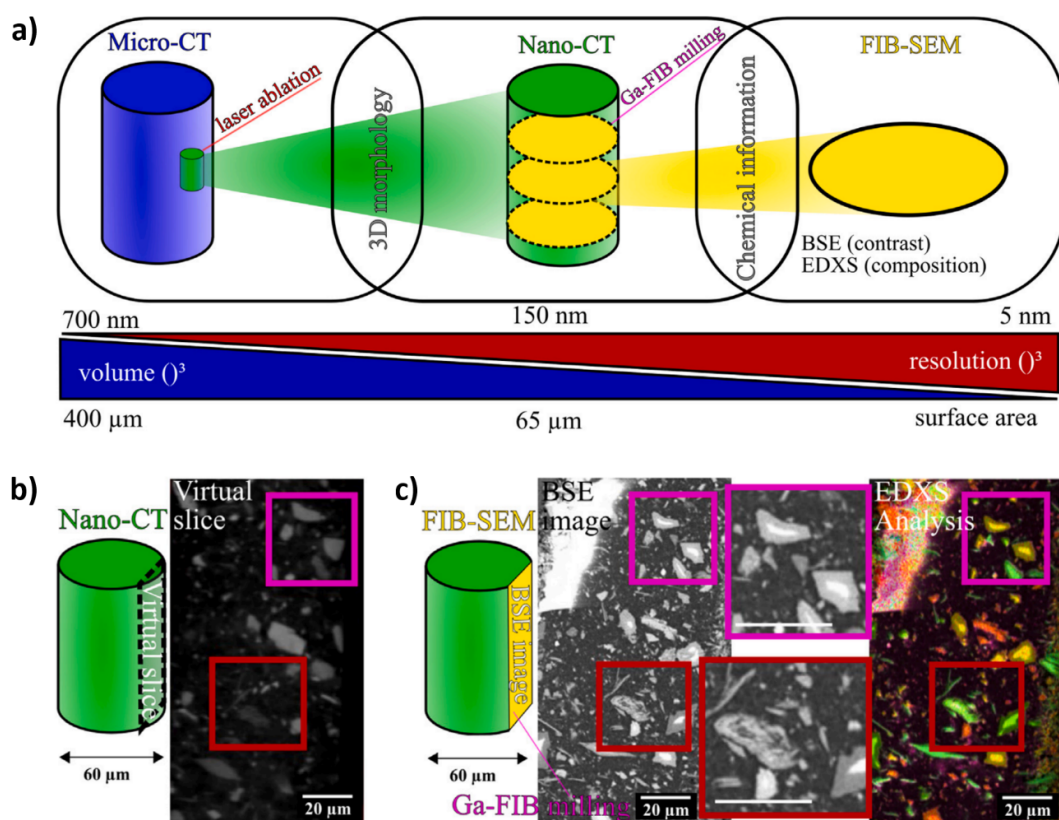 a)
Micro-CT
Nano-CT
FIB-SEM
laser ablation
Ga-FIB milling
3D morphology
Chemical information
BSE (contrast)
EDXS (composition)
700 nm
150 nm
5 nm
volume ()³
resolution ()³
400 µm
65 µm
surface area
b)
Nano-CT
Virtual slice
60 µm
Virtual
slice
20 µm
c)
FIB-SEM
BSE image
60 µm
Ga-FIB milling
BSE
image
20 µm
EDXS
Analysis
20 µm